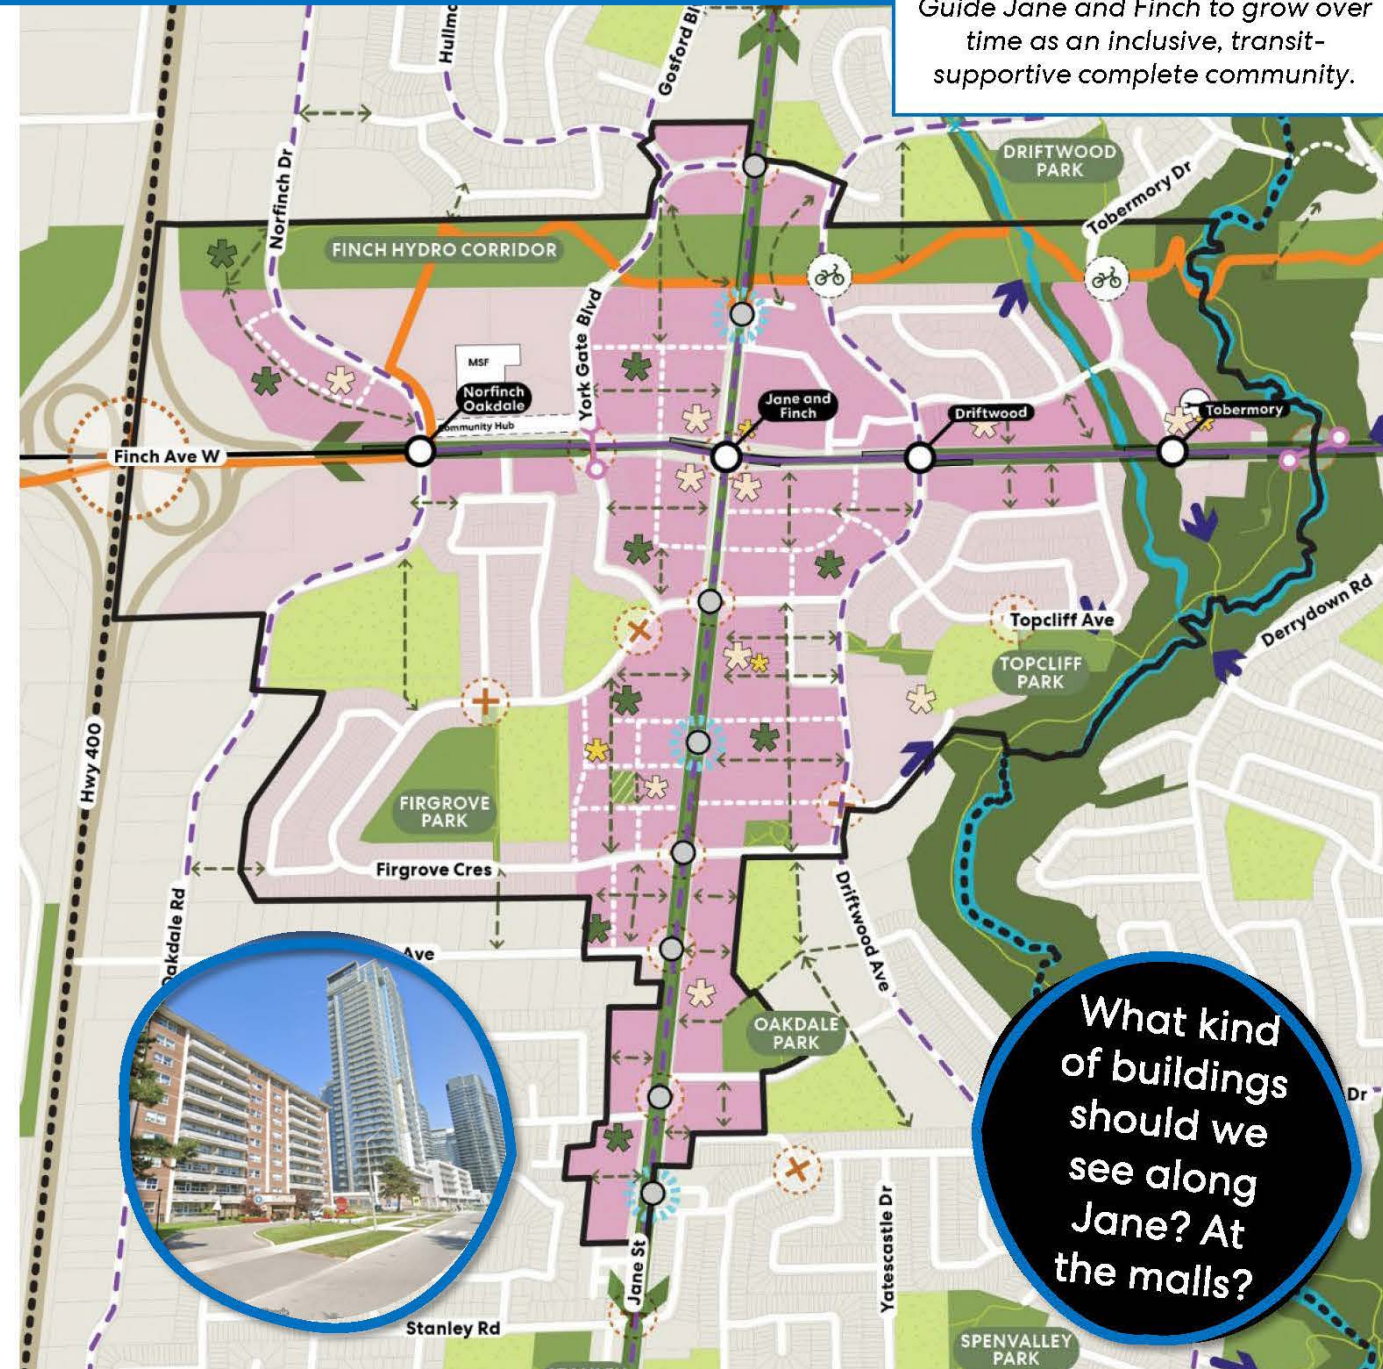 Guide Jane and Finch to grow over
time as an inclusive, transit-
supportive complete community.
Gosford Bl
Norfinch Dr
DRIFTWOOD
PARK
Tobermory Dr
FINCH HYDRO CORRIDOR
York Gate Blvd
MSF
Norfinch
Oakdale
Community Hub
Jane and
Finch
Driftwood
Tobermory
Finch Ave W
Topcliff Ave
Derrydown Rd
TOPCLIFF
PARK
Hwy 400
FIRGROVE
PARK
Firgrove Cres
Oakdale Rd
Ave
Driftwood Ave
OAKDALE
PARK
What kind
of buildings
should we
see along
Jane? At
the malls?
Dr
Yatescastle Dr
Jane St
Stanley Rd
SPENVALLEY
PARK